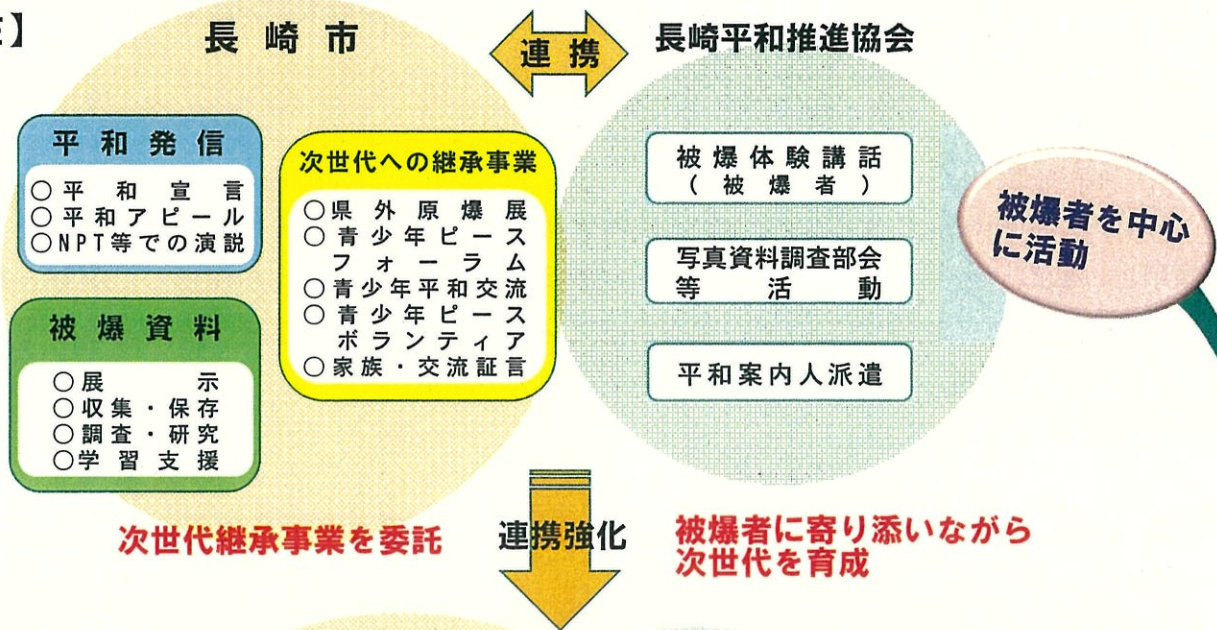 】
長崎市
連携
長崎平和推進協会
平和発信
○平和宣言
○平和アピール
○NPT等での演説
被爆資料
○展示
○収集・保存
○調査・研究
○学習支援
次世代への継承事業
○県外原爆展
○青少年ピース
フォーラム
○青少年平和交流
○青少年ピース
ボランティア
○家族・交流証言
被爆体験講話
(被爆者)
写真資料調査部会
等活動
平和案内人派遣
被爆者を中心
に活動
次世代継承事業を委託
連携強化
被爆者に寄り添いながら
次世代を育成